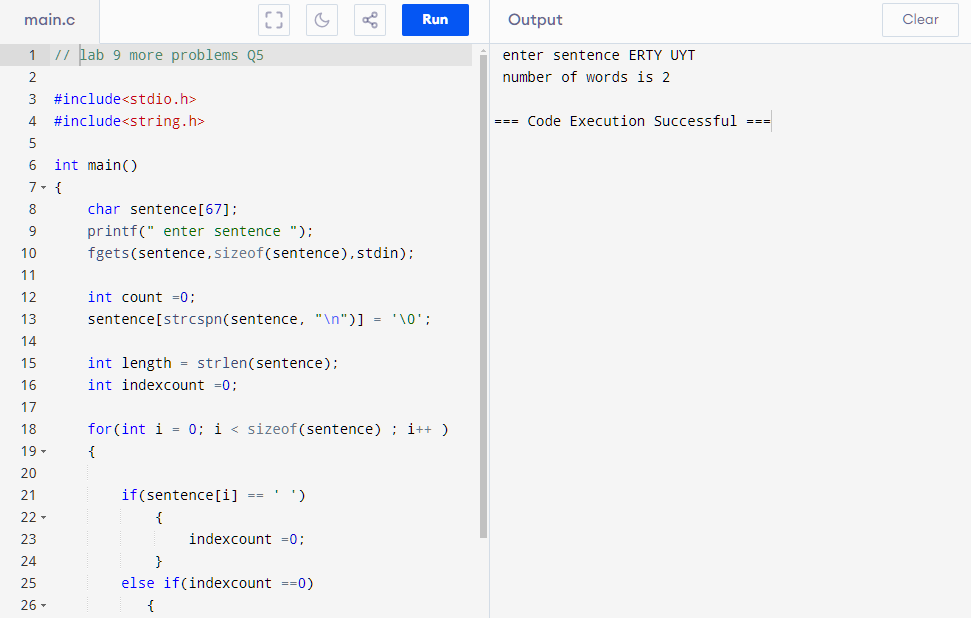 main.c
Run
Output
Clear
1 // lab 9 more problems Q5
2
3 #include<stdio.h>
4 #include<string.h>
5
6 int main()
7 {
8     char sentence[67];
9     printf(" enter sentence ");
10     fgets(sentence,sizeof(sentence),stdin);
11
12     int count =0;
13     sentence[strcspn(sentence, "\n")] = '\0';
14
15     int length = strlen(sentence);
16     int indexcount =0;
17
18     for(int i = 0; i < sizeof(sentence) ; i++ )
19     {
20
21         if(sentence[i] == ' ')
22             {
23                 indexcount =0;
24             }
25         else if(indexcount ==0)
26            {
enter sentence ERTY UYT
number of words is 2
=== Code Execution Successful ===